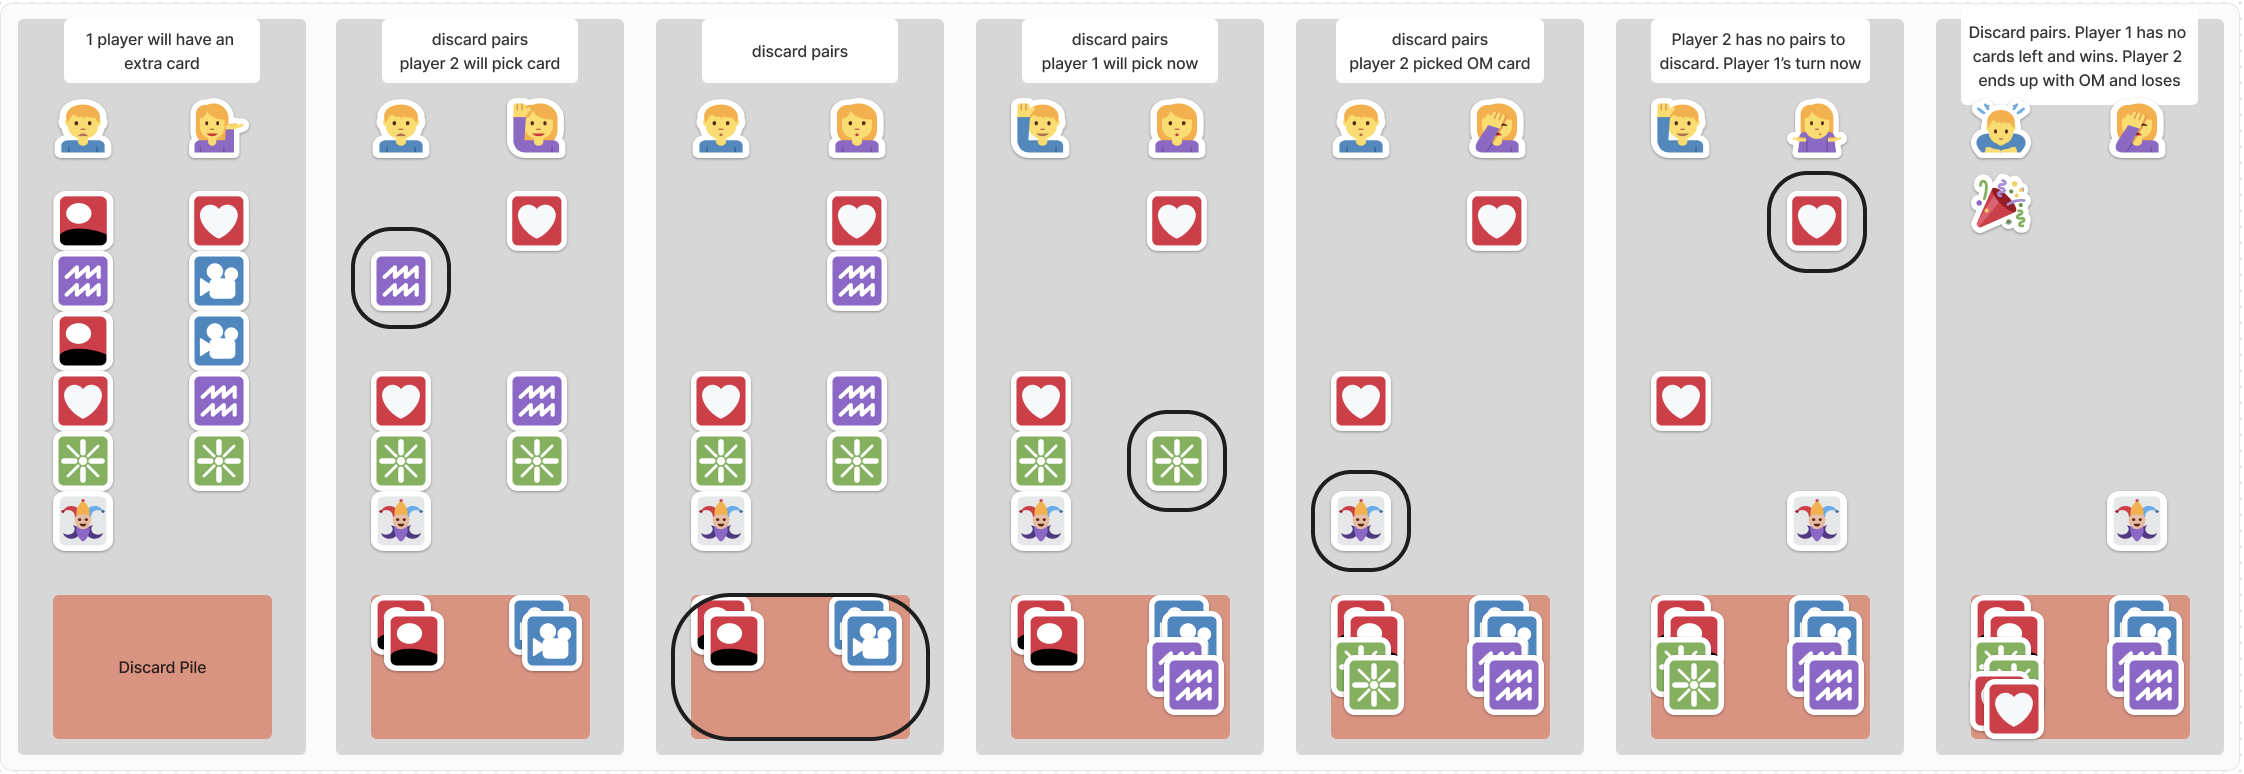 1 player will have an
extra card
discard pairs
player 2 will pick card
discard pairs
discard pairs
player 1 will pick now
discard pairs
player 2 picked OM card
Player 2 has no pairs to
discard. Player 1’s turn now
Discard pairs. Player 1 has no
cards left and wins. Player 2
ends up with OM and loses
Discard Pile